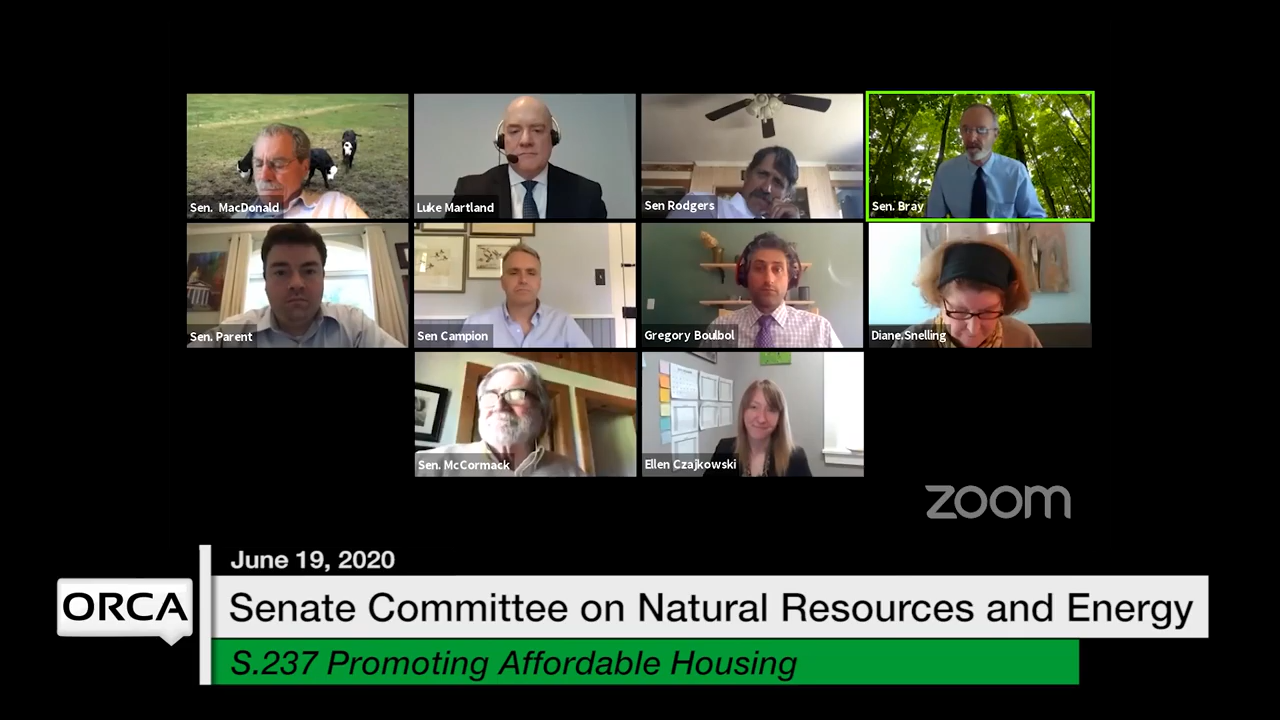 Sen. MacDonald
Luke Martland
Sen Rodgers
Sen. Bray
Sen. Parent
Sen Campion
Gregory Boulbol
Diane.Snelling
Sen. McCormack
Ellen Czajkowski
zoom
June 19, 2020
ORCA
Senate Committee on Natural Resources and Energy
S.237 Promoting Affordable Housing